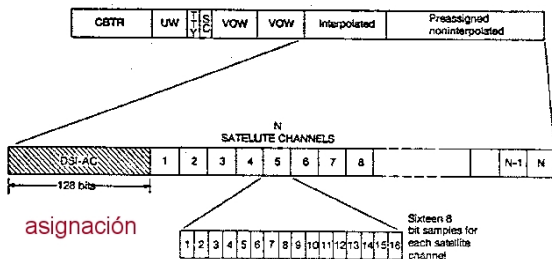 CBTR UW TTY SC VOW VOW Interpolated Preassigned noninterpolated
N
SATELLITE CHANNELS
DSI-AC 1 2 3 4 5 6 7 8 N-1 N
128 bits
asignación
1 2 3 4 5 6 7 8 9 10 11 12 13 14 15 16
Sixteen 8
bit samples for
each satellite
channel